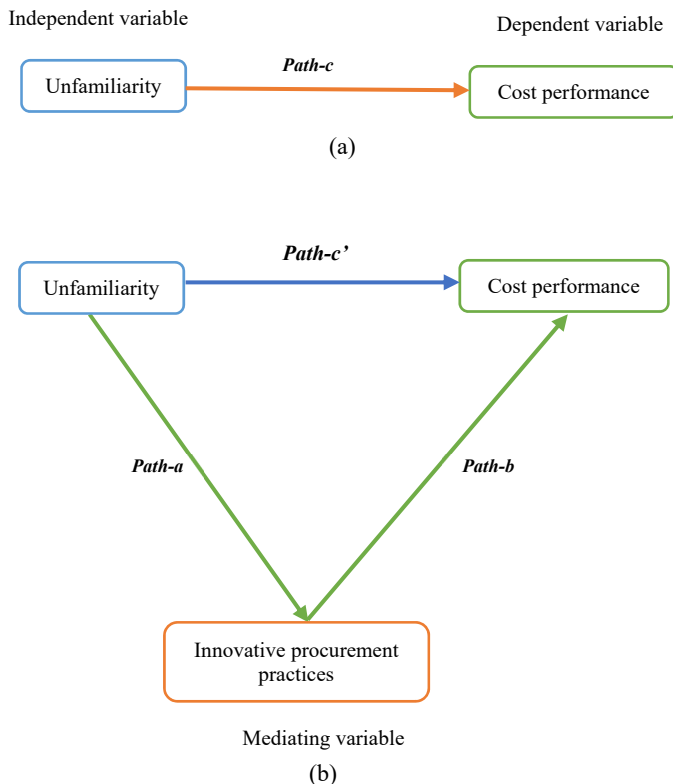 Independent variable
Dependent variable
Path-c
Unfamiliarity
Cost performance
(a)
Path-c’
Unfamiliarity
Cost performance
Path-a
Path-b
Innovative procurement
practices
Mediating variable
(b)